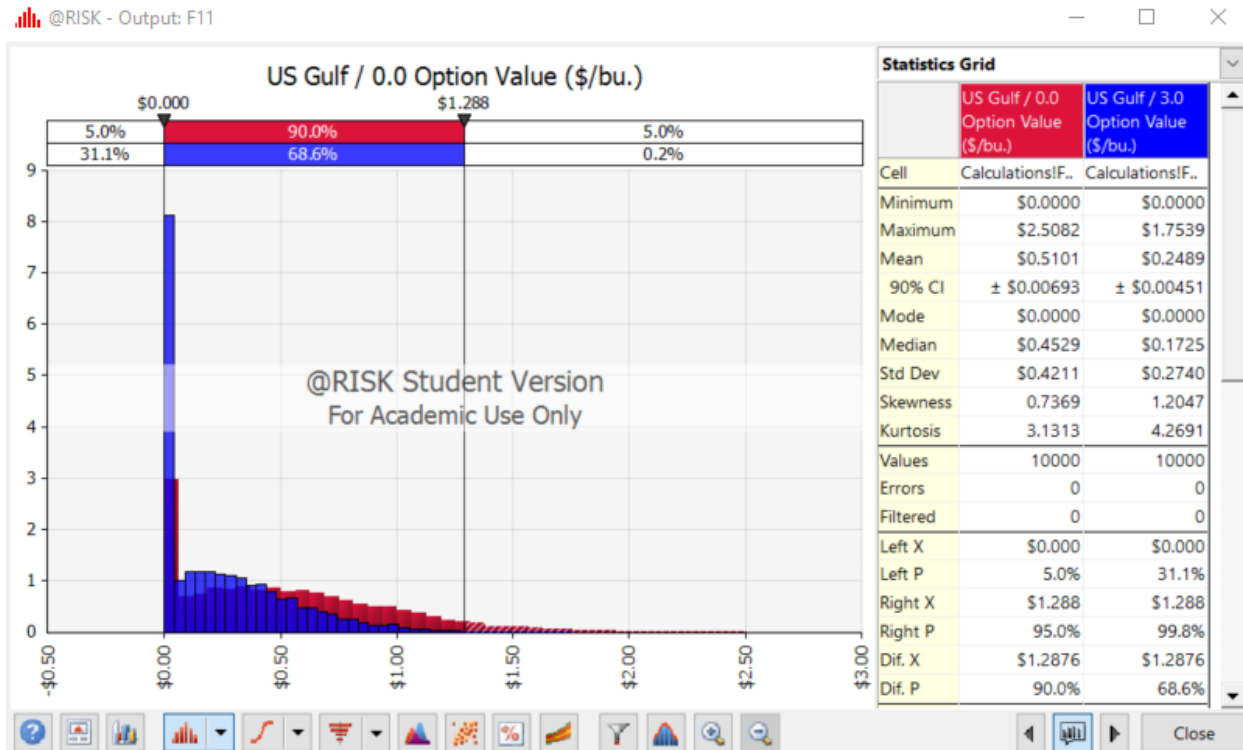 @RISK - Output: F11
US Gulf / 0.0 Option Value ($/bu.)
$0.000 $1.288
5.0% 90.0% 5.0%
31.1% 68.6% 0.2%
9
8
7
6
5
4
3
2
1
0
@RISK Student Version
For Academic Use Only
-$0.50 $0.00 $0.50 $1.00 $1.50 $2.00 $2.50 $3.00
Statistics Grid
US Gulf / 0.0 Option Value ($/bu.) US Gulf / 3.0 Option Value ($/bu.)
Cell Calculations!F.. Calculations!F..
Minimum $0.0000 $0.0000
Maximum $2.5082 $1.7539
Mean $0.5101 $0.2489
90% CI ± $0.00693 ± $0.00451
Mode $0.0000 $0.0000
Median $0.4529 $0.1725
Std Dev $0.4211 $0.2740
Skewness 0.7369 1.2047
Kurtosis 3.1313 4.2691
Values 10000 10000
Errors 0 0
Filtered 0 0
Left X $0.000 $0.000
Left P 5.0% 31.1%
Right X $1.288 $1.288
Right P 95.0% 99.8%
Dif. X $1.2876 $1.2876
Dif. P 90.0% 68.6%
Close